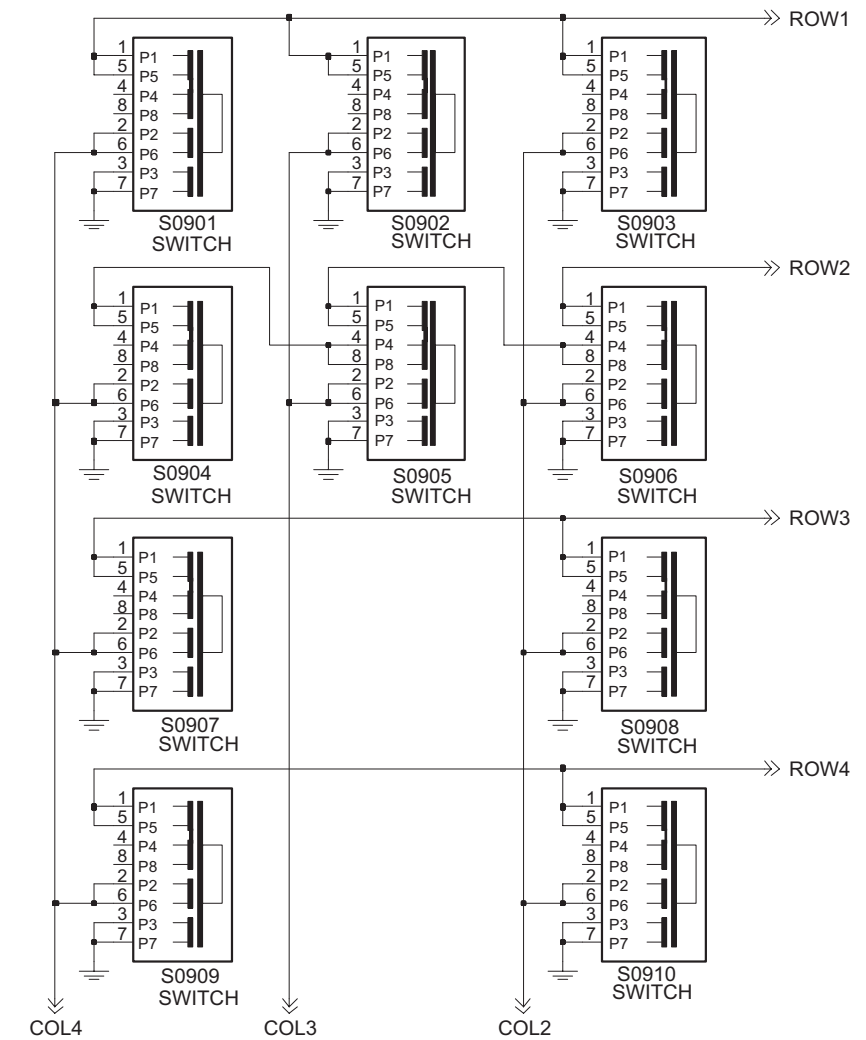 ROW1
1 P1
5 P5
4 P4
8 P8
2 P2
6 P6
3 P3
7 P7
S0901
SWITCH
1 P1
5 P5
4 P4
8 P8
2 P2
6 P6
3 P3
7 P7
S0902
SWITCH
1 P1
5 P5
4 P4
8 P8
2 P2
6 P6
3 P3
7 P7
S0903
SWITCH
ROW2
1 P1
5 P5
4 P4
8 P8
2 P2
6 P6
3 P3
7 P7
S0904
SWITCH
1 P1
5 P5
4 P4
8 P8
2 P2
6 P6
3 P3
7 P7
S0905
SWITCH
1 P1
5 P5
4 P4
8 P8
2 P2
6 P6
3 P3
7 P7
S0906
SWITCH
ROW3
1 P1
5 P5
4 P4
8 P8
2 P2
6 P6
3 P3
7 P7
S0907
SWITCH
1 P1
5 P5
4 P4
8 P8
2 P2
6 P6
3 P3
7 P7
S0908
SWITCH
ROW4
1 P1
5 P5
4 P4
8 P8
2 P2
6 P6
3 P3
7 P7
S0909
SWITCH
1 P1
5 P5
4 P4
8 P8
2 P2
6 P6
3 P3
7 P7
S0910
SWITCH
COL4
COL3
COL2